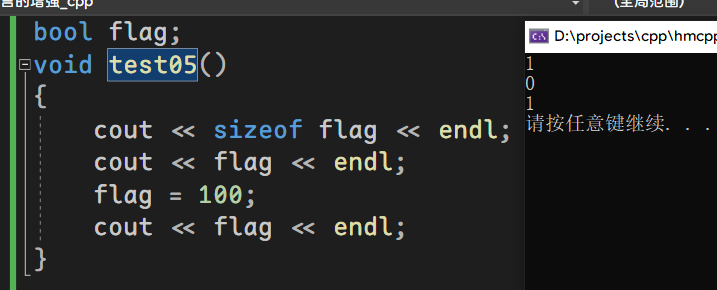 言的增强_cpp
(全局范围)
bool flag;
void test05()
{
cout << sizeof flag << endl;
cout << flag << endl;
flag = 100;
cout << flag << endl;
}
D:\projects\cpp\hmcpp
1
0
1
请按任意键继续. . .